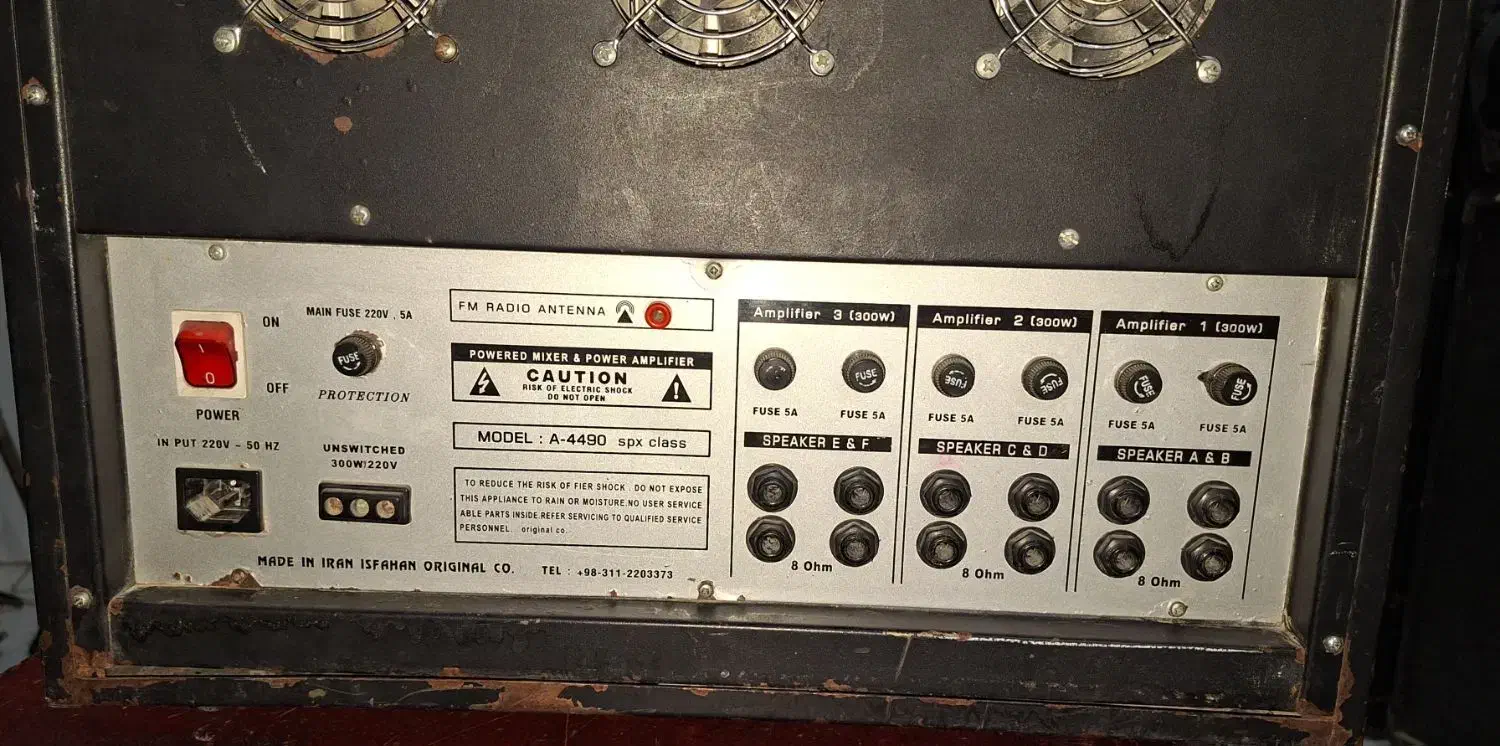 ON
I
O
OFF
POWER
MAIN FUSE 220V . 5A
FUSE
PROTECTION
IN PUT 220V - 50 HZ
UNSWITCHED
300W/220V
FM RADIO ANTENNA
POWERED MIXER & POWER AMPLIFIER
CAUTION
RISK OF ELECTRIC SHOCK
DO NOT OPEN
MODEL : A-4490 spx class
TO REDUCE THE RISK OF FIER SHOCK . DO NOT EXPOSE
THIS APPLIANCE TO RAIN OR MOISTURE.NO USER SERVICE
ABLE PARTS INSIDE.REFER SERVICING TO QUALIFIED SERVICE
PERSONNEL. original co.
MADE IN IRAN ISFAHAN ORIGINAL CO. TEL : +98-311-2203373
Amplifier 3 (300W)
FUSE
FUSE 5A FUSE 5A
SPEAKER E & F
8 Ohm
Amplifier 2 (300W)
FUSE FUSE
FUSE 5A FUSE 5A
SPEAKER C & D
8 Ohm
Amplifier 1 (300W)
FUSE FUSE
FUSE 5A FUSE 5A
SPEAKER A & B
8 Ohm